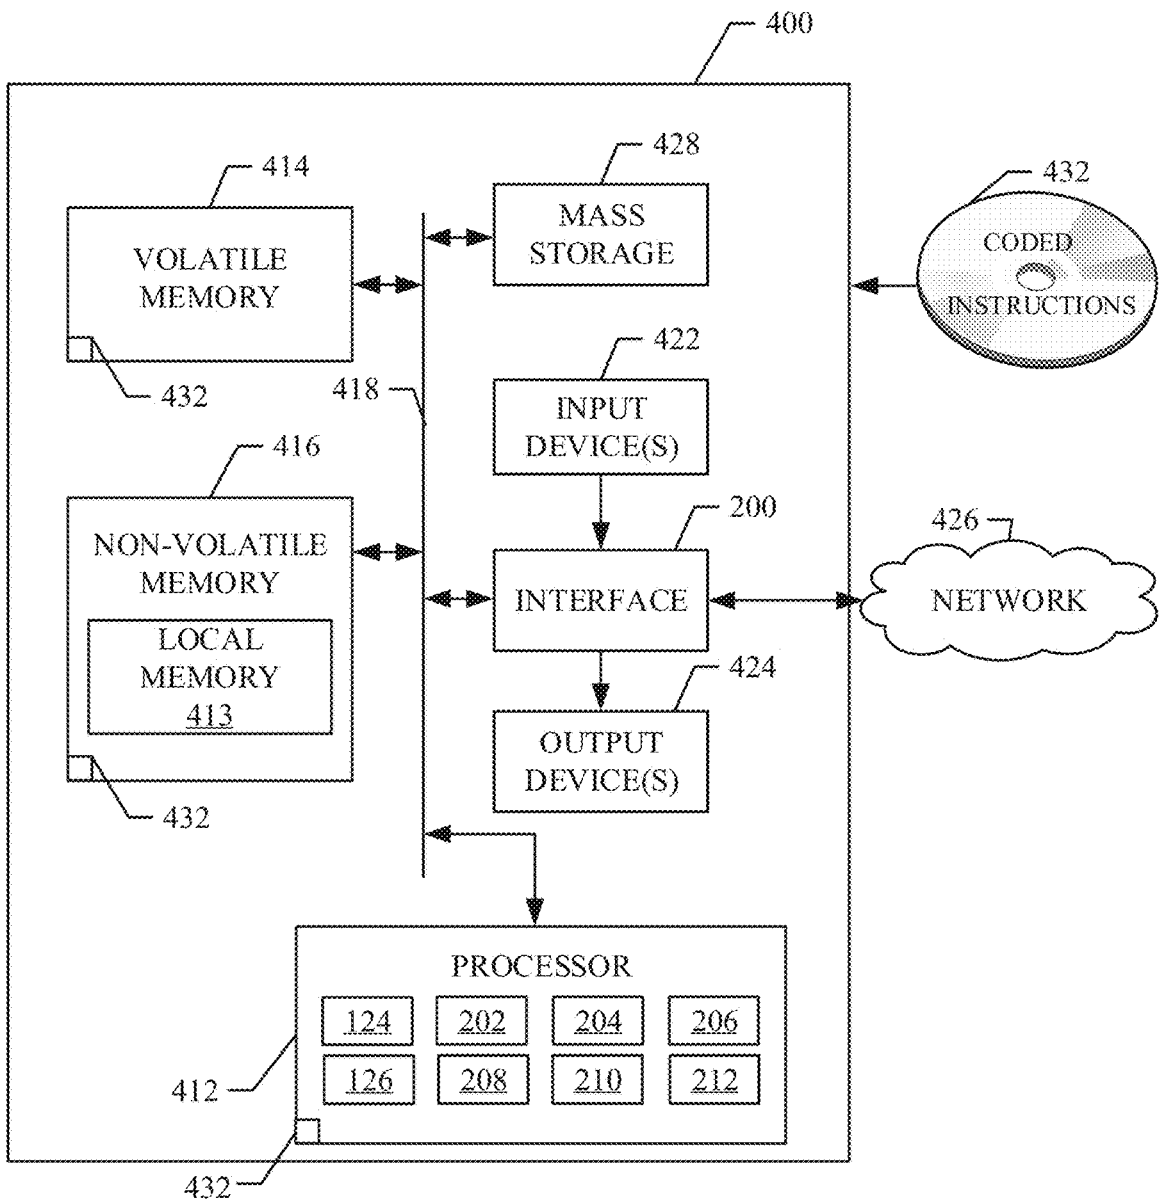 400
414
VOLATILE
MEMORY
432
428
MASS
STORAGE
432
CODED
INSTRUCTIONS
418
422
INPUT
DEVICE(S)
416
NON-VOLATILE
MEMORY
LOCAL
MEMORY
413
432
200
INTERFACE
426
NETWORK
424
OUTPUT
DEVICE(S)
PROCESSOR
124 202 204 206
126 208 210 212
412
432